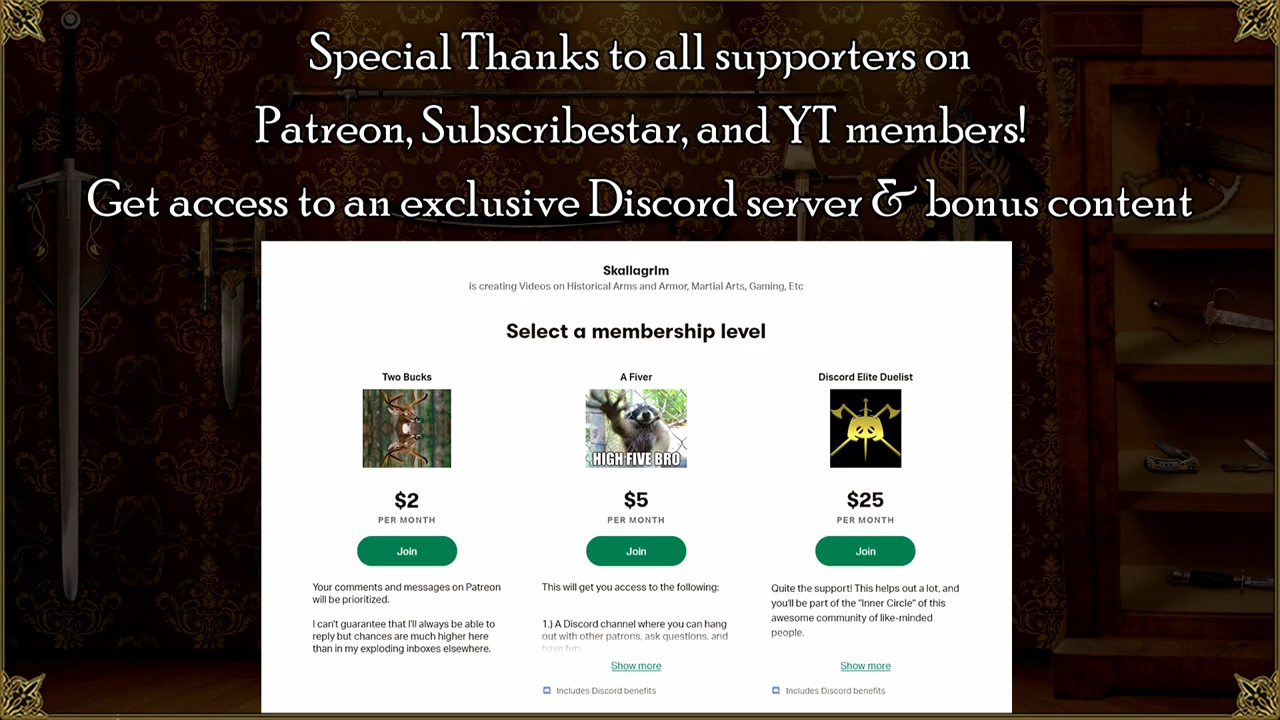 Special Thanks to all supporters on
Patreon, Subscribestar, and YT members!
Get access to an exclusive Discord server & bonus content
Skallagrim
is creating Videos on Historical Arms and Armor, Martial Arts, Gaming, Etc
Select a membership level
Two Bucks
$2
PER MONTH
Join
Your comments and messages on Patreon
will be prioritized.
I can't guarantee that I'll always be able to
reply but chances are much higher here
than in my exploding inboxes elsewhere.
A Fiver
HIGH FIVE BRO
$5
PER MONTH
Join
This will get you access to the following:
1.) A Discord channel where you can hang
out with other patrons, ask questions, and
have fun.
Show more
Includes Discord benefits
Discord Elite Duelist
$25
PER MONTH
Join
Quite the support! This helps out a lot, and
you'll be part of the "Inner Circle" of this
awesome community of like-minded
people.
Show more
Includes Discord benefits